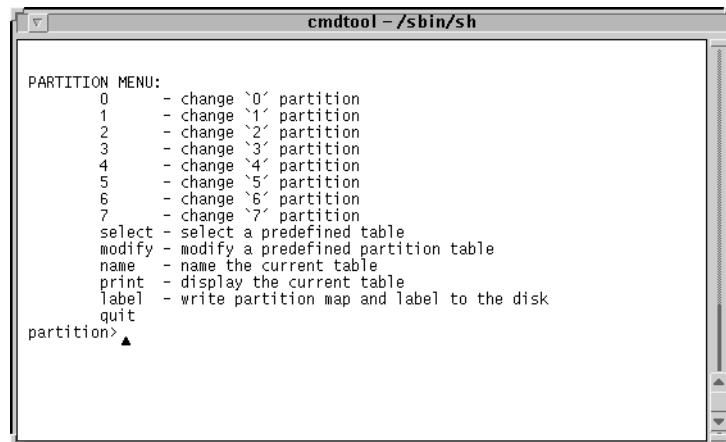 cmdtool – /sbin/sh
PARTITION MENU:
0 - change `0´ partition
1 - change `1´ partition
2 - change `2´ partition
3 - change `3´ partition
4 - change `4´ partition
5 - change `5´ partition
6 - change `6´ partition
7 - change `7´ partition
select - select a predefined table
modify - modify a predefined partition table
name - name the current table
print - display the current table
label - write partition map and label to the disk
quit
partition>